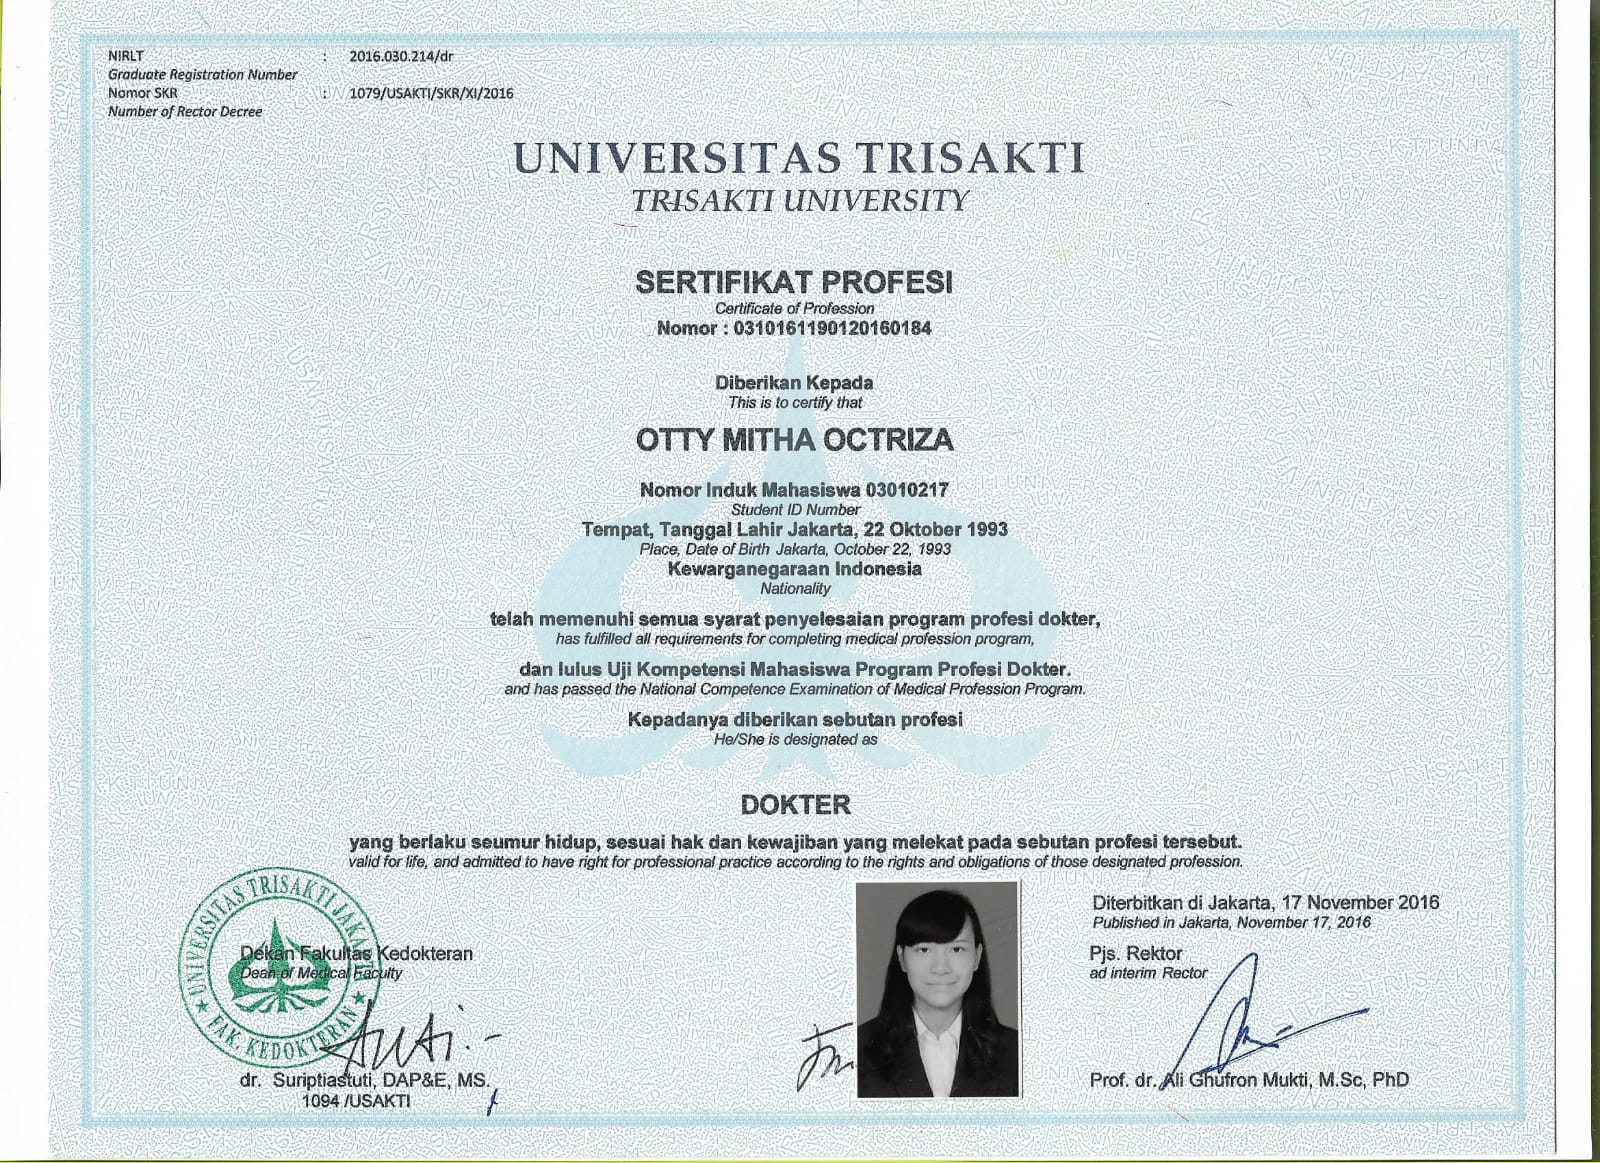 NIRLT : 2016.030.214/dr
Graduate Registration Number
Nomor SKR : 1079/USAKTI/SKR/XI/2016
Number of Rector Decree
UNIVERSITAS TRISAKTI
TRISAKTI UNIVERSITY
SERTIFIKAT PROFESI
Certificate of Profession
Nomor : 0310161190120160184
Diberikan Kepada
This is to certify that
OTTY MITHA OCTRIZA
Nomor Induk Mahasiswa 03010217
Student ID Number
Tempat, Tanggal Lahir Jakarta, 22 Oktober 1993
Place, Date of Birth Jakarta, October 22, 1993
Kewarganegaraan Indonesia
Nationality
telah memenuhi semua syarat penyelesaian program profesi dokter,
has fulfilled all requirements for completing medical profession program,
dan lulus Uji Kompetensi Mahasiswa Program Profesi Dokter.
and has passed the National Competence Examination of Medical Profession Program.
Kepadanya diberikan sebutan profesi
He/She is designated as
DOKTER
yang berlaku seumur hidup, sesuai hak dan kewajiban yang melekat pada sebutan profesi tersebut.
valid for life, and admitted to have right for professional practice according to the rights and obligations of those designated profession.
UNIVERSITAS TRISAKTI JAKARTA
FAK. KEDOKTERAN
Dekan Fakultas Kedokteran
Dean of Medical Faculty
dr. Suriptiastuti, DAP&E, MS.
1094 /USAKTI
Diterbitkan di Jakarta, 17 November 2016
Published in Jakarta, November 17, 2016
Pjs. Rektor
ad interim Rector
Prof. dr. Ali Ghufron Mukti, M.Sc, PhD